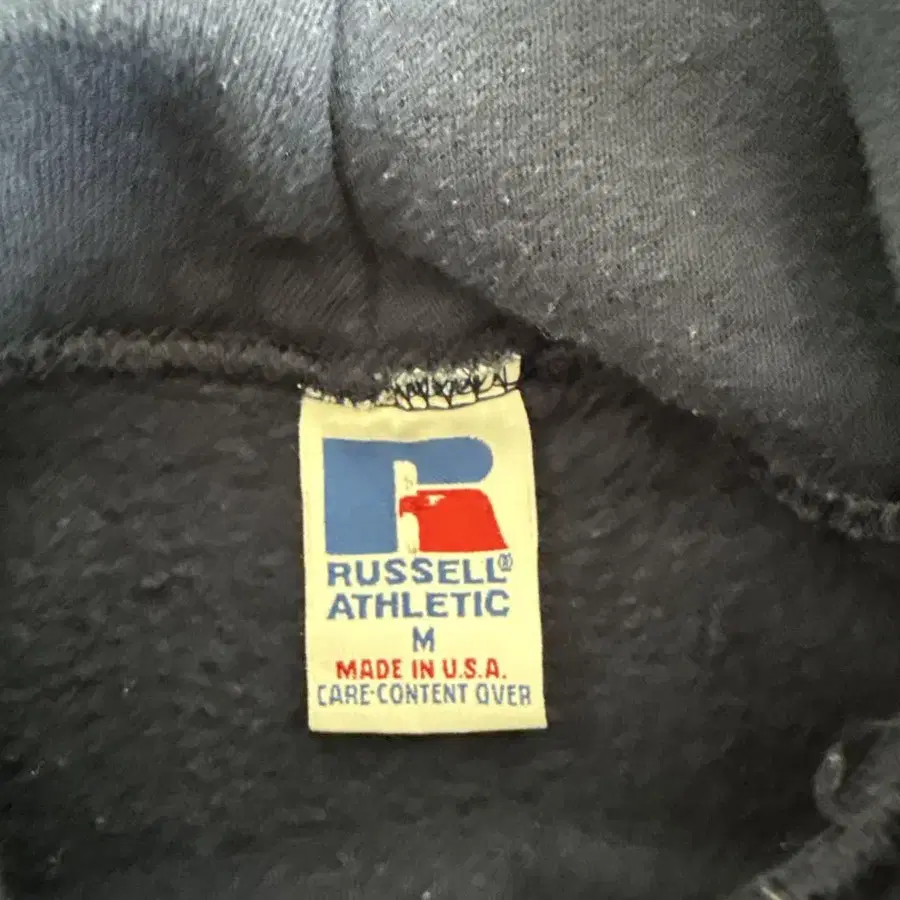 RUSSELL®
ATHLETIC
M
MADE IN U.S.A.
CARE-CONTENT OVER